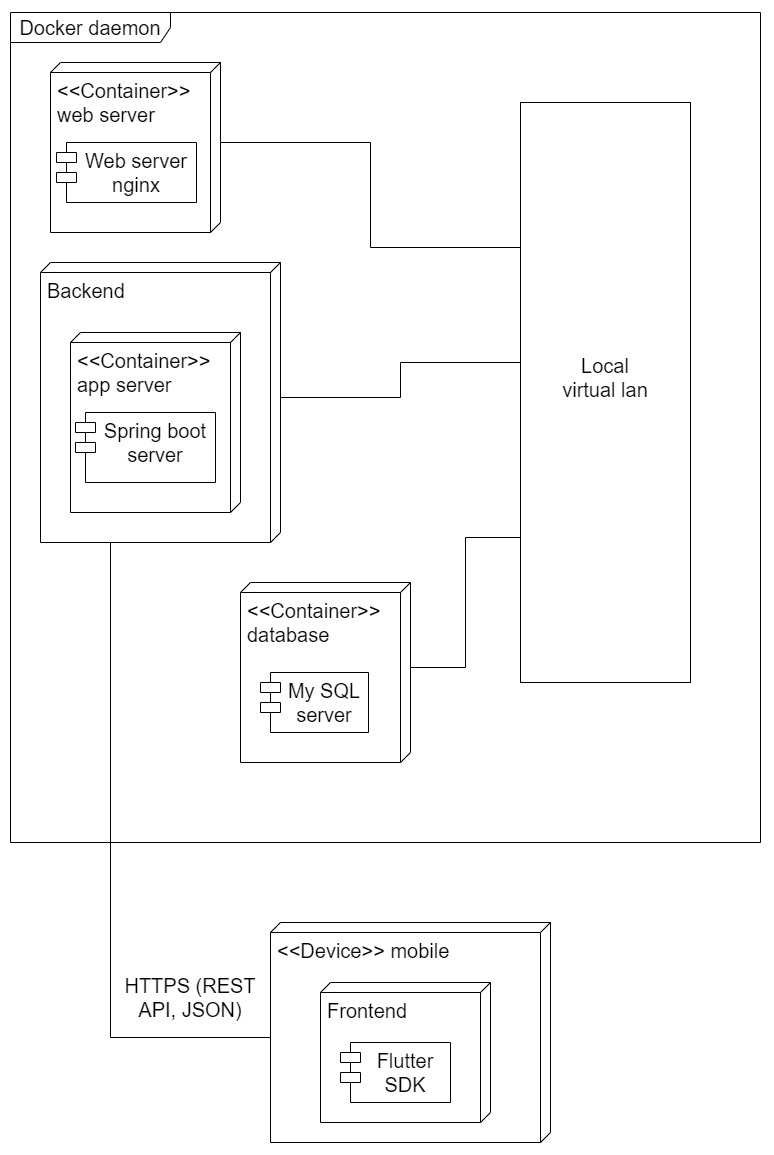 Docker daemon
<<Container>>
web server
Web server
nginx
Backend
<<Container>>
app server
Spring boot
server
Local
virtual lan
<<Container>>
database
My SQL
server
<<Device>> mobile
HTTPS (REST
API, JSON)
Frontend
Flutter
SDK